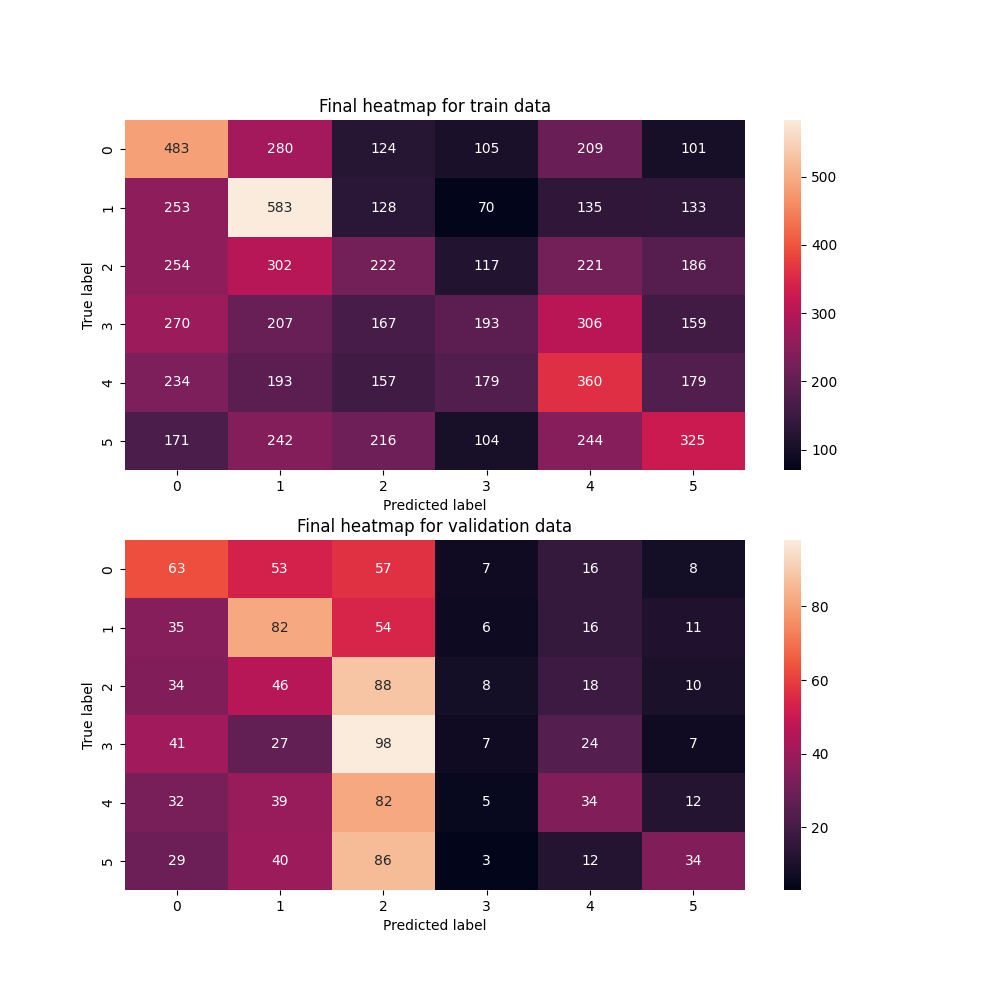 Final heatmap for train data
0 483 280 124 105 209 101
1 253 583 128 70 135 133
2 254 302 222 117 221 186
3 270 207 167 193 306 159
4 234 193 157 179 360 179
5 171 242 216 104 244 325
0 1 2 3 4 5
Predicted label
True label
500
400
300
200
100
Final heatmap for validation data
0 63 53 57 7 16 8
1 35 82 54 6 16 11
2 34 46 88 8 18 10
3 41 27 98 7 24 7
4 32 39 82 5 34 12
5 29 40 86 3 12 34
0 1 2 3 4 5
Predicted label
True label
80
60
40
20